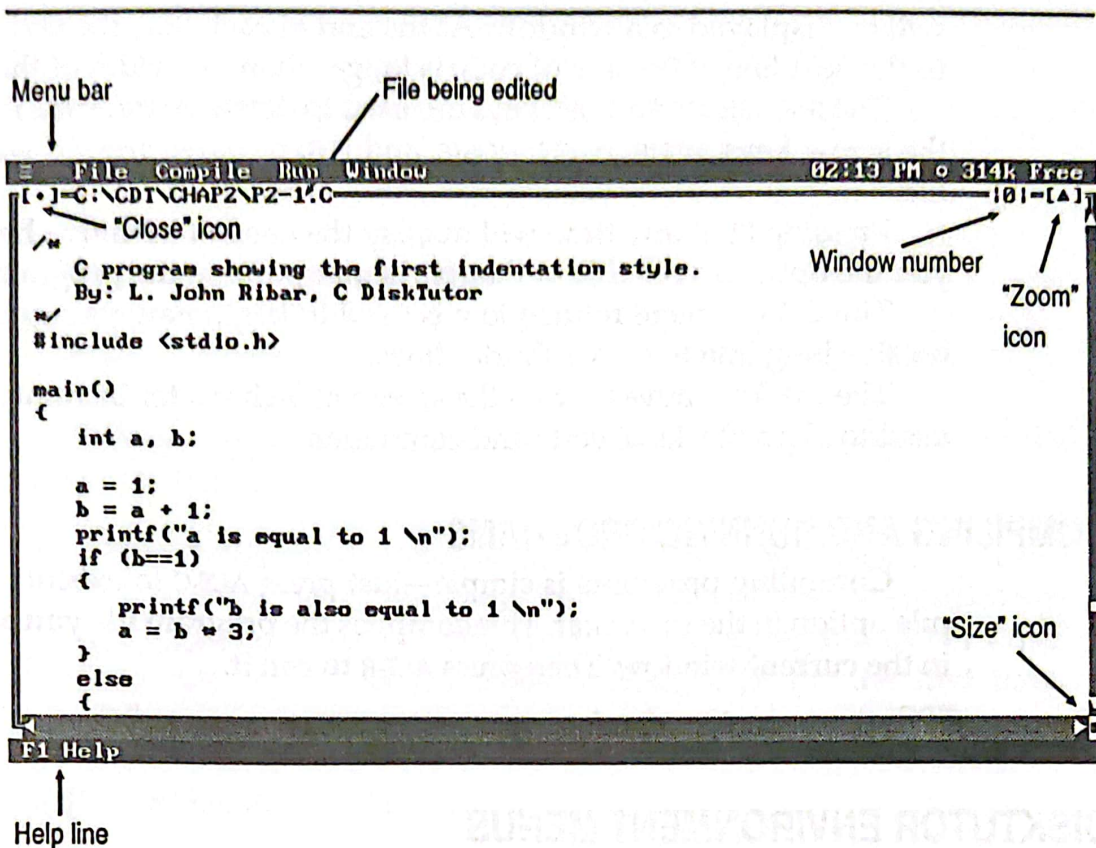 Menu bar
File being edited
≡ File Compile Run Window 02:13 PM ○ 314k Free
[•]=C:\CDT\CHAP2\P2-1.C |0|=[▲]
"Close" icon
Window number
"Zoom"
icon
/*
C program showing the first indentation style.
By: L. John Ribar, C DiskTutor
*/
#include <stdio.h>
main()
{
int a, b;
a = 1;
b = a + 1;
printf("a is equal to 1 \n");
if (b==1)
{
printf("b is also equal to 1 \n");
a = b * 3;
}
else
{
"Size" icon
F1 Help
Help line